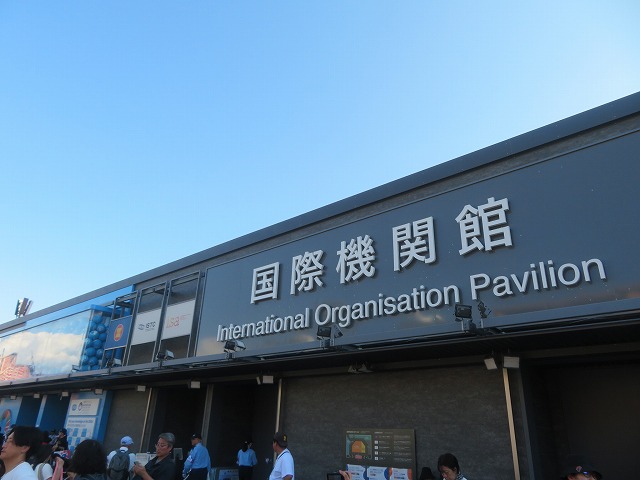 国際機関館
International Organisation Pavilion